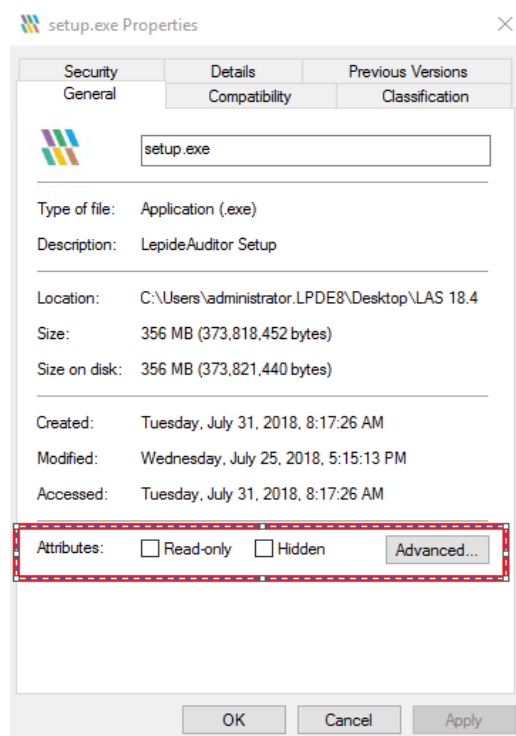 setup.exe Properties
Security Details Previous Versions
General Compatibility Classification
setup.exe
Type of file: Application (.exe)
Description: LepideAuditor Setup
Location: C:\Users\administrator.LPDE8\Desktop\LAS 18.4
Size: 356 MB (373,818,452 bytes)
Size on disk: 356 MB (373,821,440 bytes)
Created: Tuesday, July 31, 2018, 8:17:26 AM
Modified: Wednesday, July 25, 2018, 5:15:13 PM
Accessed: Tuesday, July 31, 2018, 8:17:26 AM
Attributes: Read-only Hidden Advanced...
OK Cancel Apply